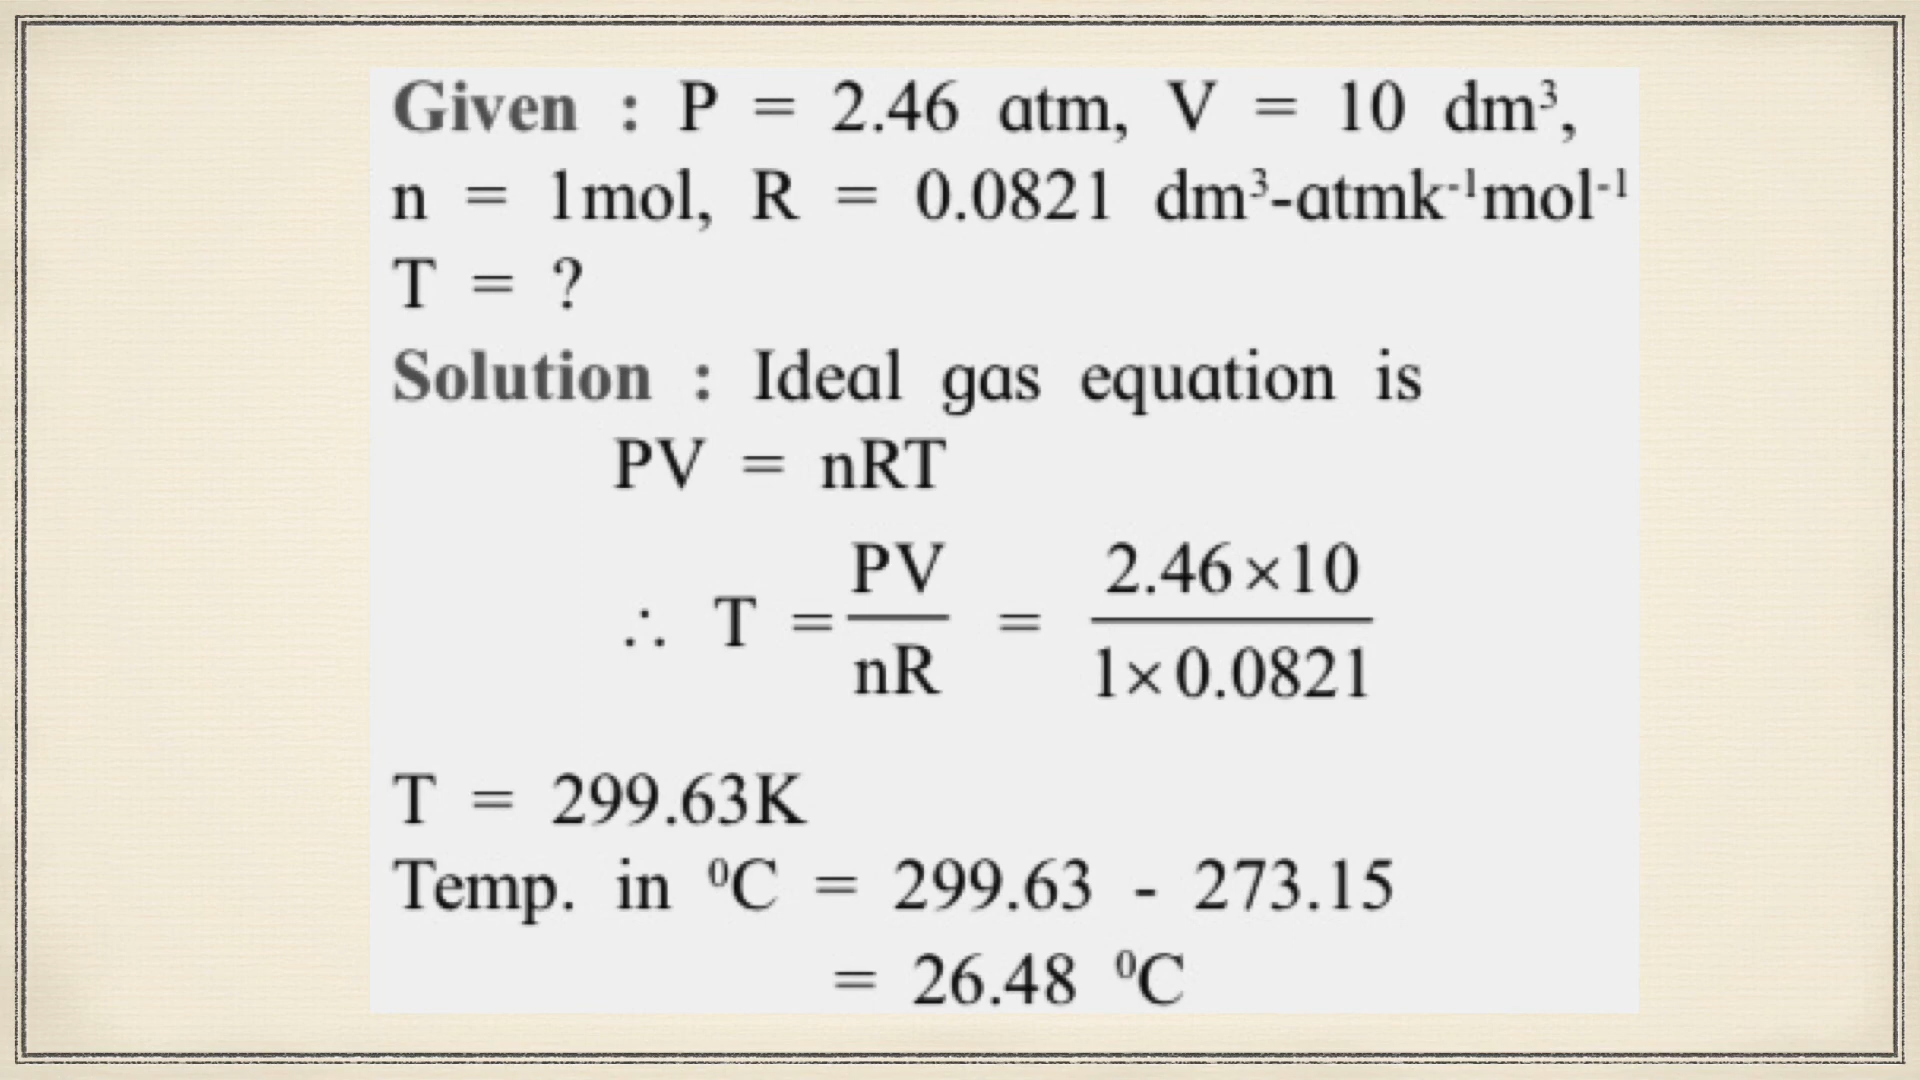 Given : P = 2.46 atm, V = 10 dm³,
n = 1mol, R = 0.0821 dm³-atmk⁻¹mol⁻¹
T = ?
Solution : Ideal gas equation is
PV = nRT
∴ T = PV/nR = 2.46×10/1×0.0821
T = 299.63K
Temp. in ⁰C = 299.63 - 273.15
= 26.48 ⁰C